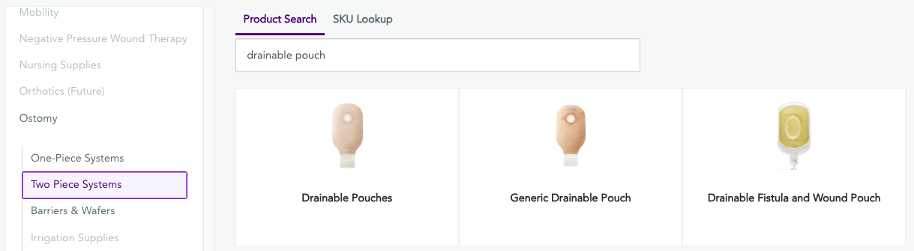 Mobility
Negative Pressure Wound Therapy
Nursing Supplies
Orthotics (Future)
Ostomy
One-Piece Systems
Two Piece Systems
Barriers & Wafers
Irrigation Supplies
Product Search
SKU Lookup
drainable pouch
Drainable Pouches
Generic Drainable Pouch
Drainable Fistula and Wound Pouch